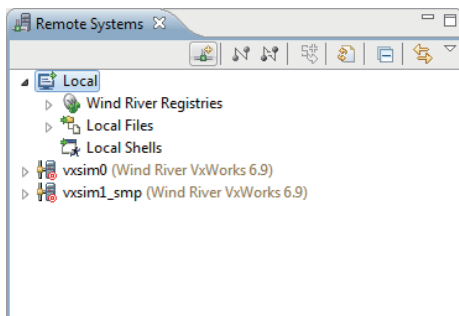 Remote Systems
Local
Wind River Registries
Local Files
Local Shells
vxsim0 (Wind River VxWorks 6.9)
vxsim1_smp (Wind River VxWorks 6.9)